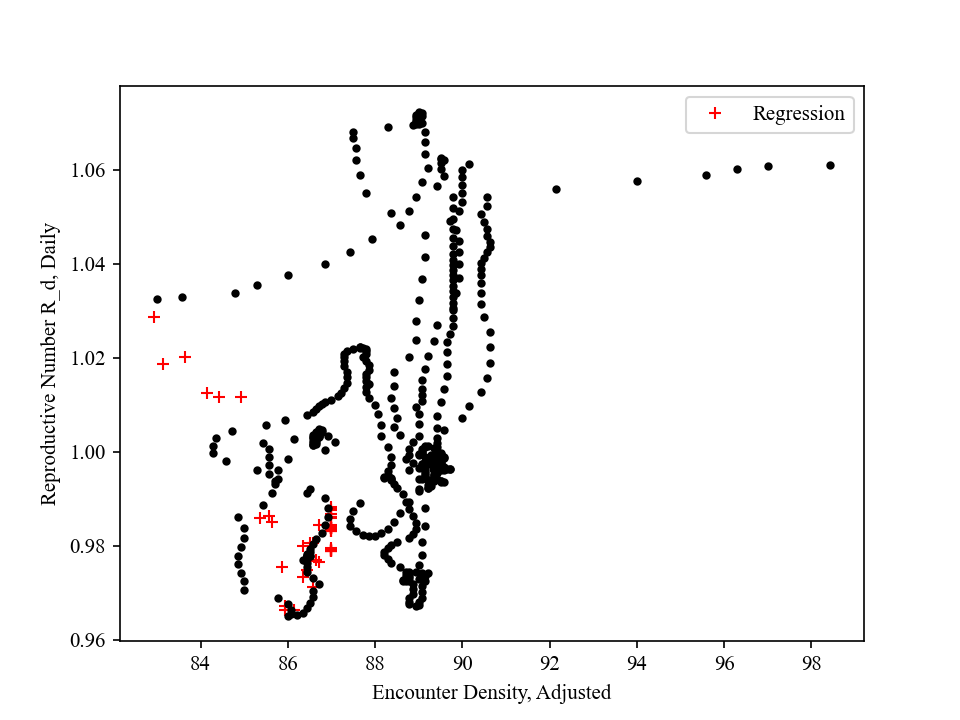 Regression
1.06
1.04
1.02
1.00
0.98
0.96
Reproductive Number R_d, Daily
84 86 88 90 92 94 96 98
Encounter Density, Adjusted